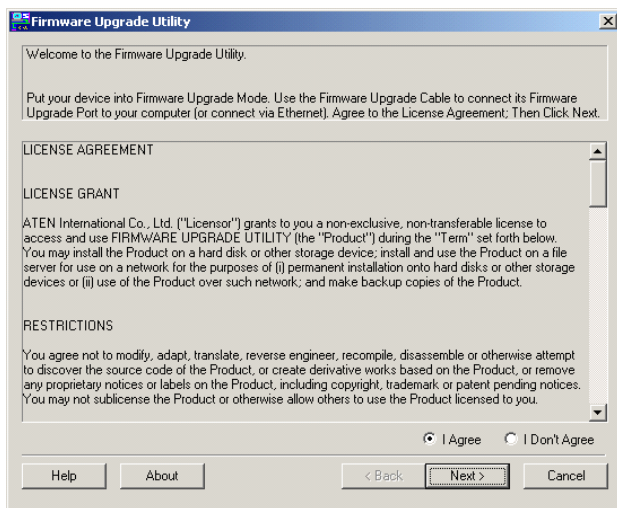 Firmware Upgrade Utility
Welcome to the Firmware Upgrade Utility.
Put your device into Firmware Upgrade Mode. Use the Firmware Upgrade Cable to connect its Firmware
Upgrade Port to your computer (or connect via Ethernet). Agree to the License Agreement; Then Click Next.
LICENSE AGREEMENT
LICENSE GRANT
ATEN International Co., Ltd. ("Licensor") grants to you a non-exclusive, non-transferable license to
access and use FIRMWARE UPGRADE UTILITY (the "Product") during the "Term" set forth below.
You may install the Product on a hard disk or other storage device; install and use the Product on a file
server for use on a network for the purposes of (i) permanent installation onto hard disks or other storage
devices or (ii) use of the Product over such network; and make backup copies of the Product.
RESTRICTIONS
You agree not to modify, adapt, translate, reverse engineer, recompile, disassemble or otherwise attempt
to discover the source code of the Product, or create derivative works based on the Product, or remove
any proprietary notices or labels on the Product, including copyright, trademark or patent pending notices.
You may not sublicense the Product or otherwise allow others to use the Product licensed to you.
I Agree
I Don't Agree
Help
About
< Back
Next >
Cancel